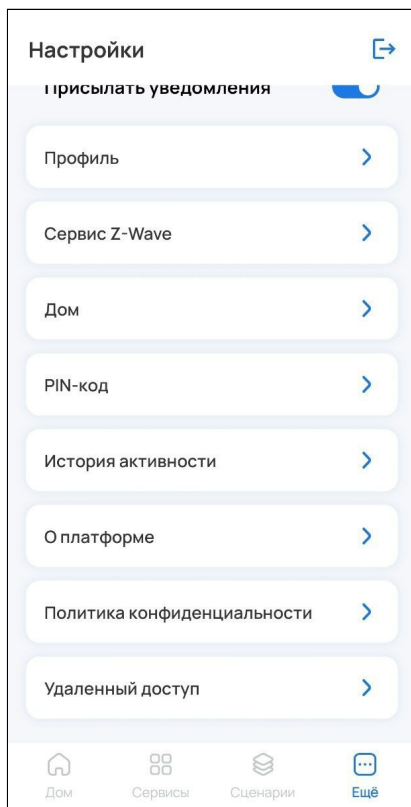 Настройки
Присылать уведомления
Профиль
Сервис Z-Wave
Дом
PIN-код
История активности
О платформе
Политика конфиденциальности
Удаленный доступ
Дом
Сервисы
Сценарии
Ещё